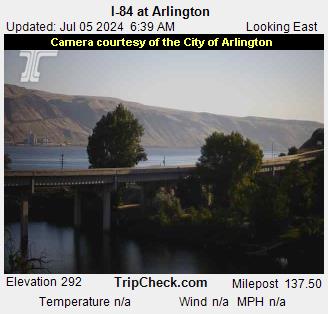 I-84 at Arlington
Updated: Jul 05 2024 6:39 AM Looking East
Camera courtesy of the City of Arlington
Elevation 292 TripCheck.com Milepost 137.50
Temperature n/a Wind n/a MPH n/a